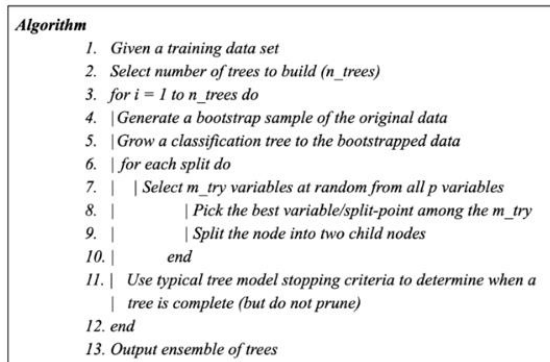 Algorithm
1. Given a training data set
2. Select number of trees to build (n_trees)
3. for i = 1 to n_trees do
4. | Generate a bootstrap sample of the original data
5. | Grow a classification tree to the bootstrapped data
6. | for each split do
7. | | Select m_try variables at random from all p variables
8. | | Pick the best variable/split-point among the m_try
9. | | Split the node into two child nodes
10. | end
11. | Use typical tree model stopping criteria to determine when a
| tree is complete (but do not prune)
12. end
13. Output ensemble of trees